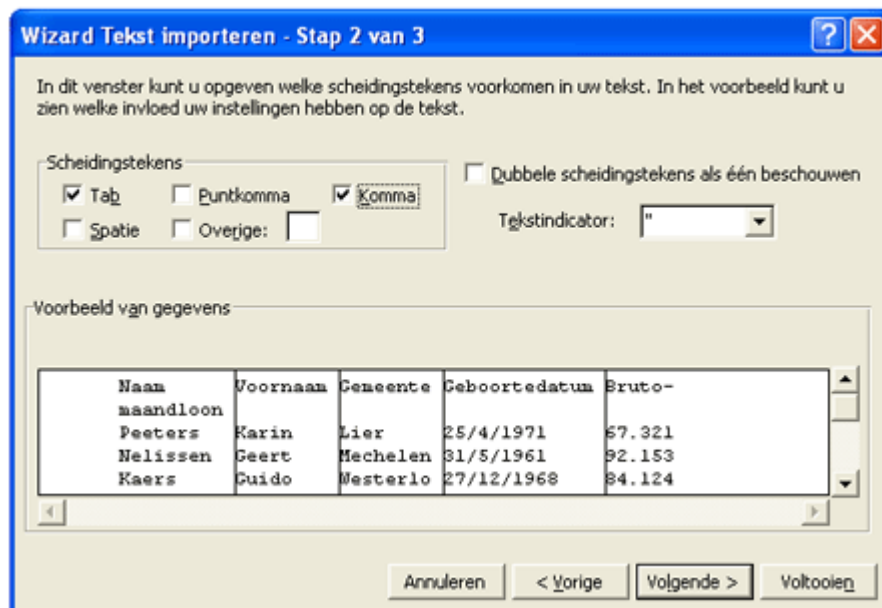 Wizard Tekst importeren - Stap 2 van 3
In dit venster kunt u opgeven welke scheidingstekens voorkomen in uw tekst. In het voorbeeld kunt u
zien welke invloed uw instellingen hebben op de tekst.
Scheidingstekens
Tab Puntkomma Komma
Spatie Overige:
Dubbele scheidingstekens als één beschouwen
Tekstindicator: "
Voorbeeld van gegevens
Naam Voornaam Gemeente Geboortedatum Bruto-
maandloon
Peeters Karin Lier 25/4/1971 67.321
Nelissen Geert Mechelen 31/5/1961 92.153
Kaers Guido Westerlo 27/12/1968 84.124
Annuleren < Vorige Volgende > Voltooien